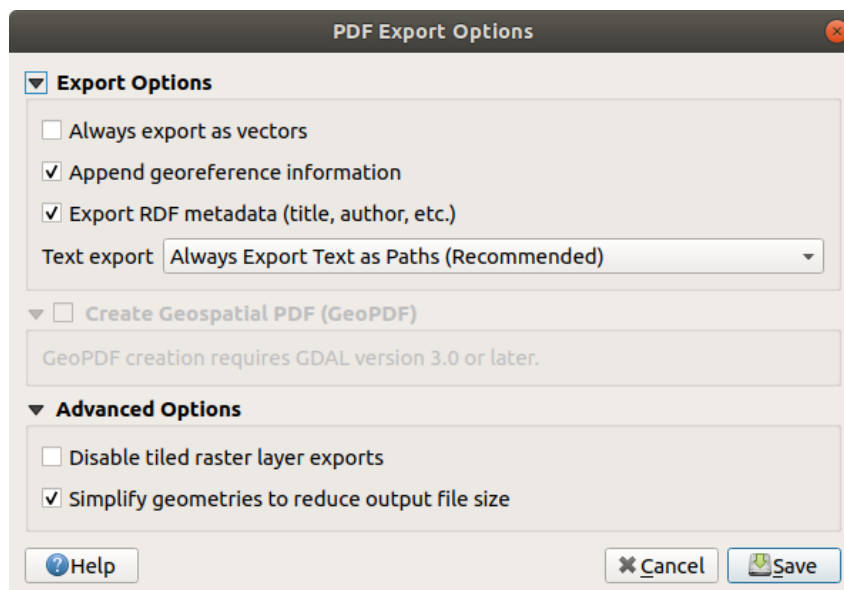 PDF Export Options
Export Options
Always export as vectors
Append georeference information
Export RDF metadata (title, author, etc.)
Text export Always Export Text as Paths (Recommended)
Create Geospatial PDF (GeoPDF)
GeoPDF creation requires GDAL version 3.0 or later.
Advanced Options
Disable tiled raster layer exports
Simplify geometries to reduce output file size
Help Cancel Save